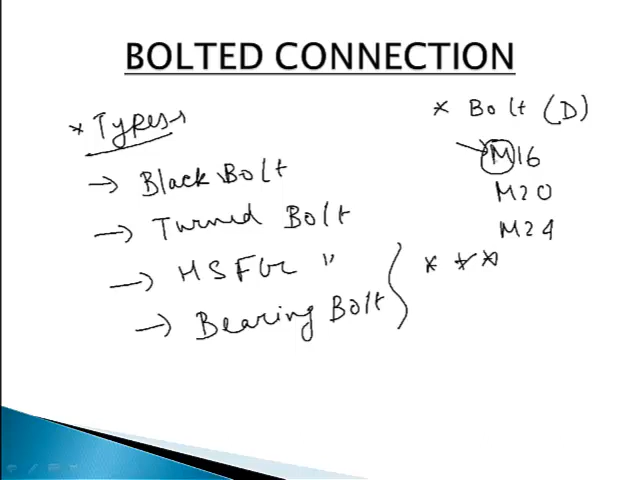 BOLTED CONNECTION
* Types
→ Black Bolt
→ Turned Bolt
→ HSFG "
→ Bearing Bolt
* * *
* Bolt (D)
→ M16
M20
M24